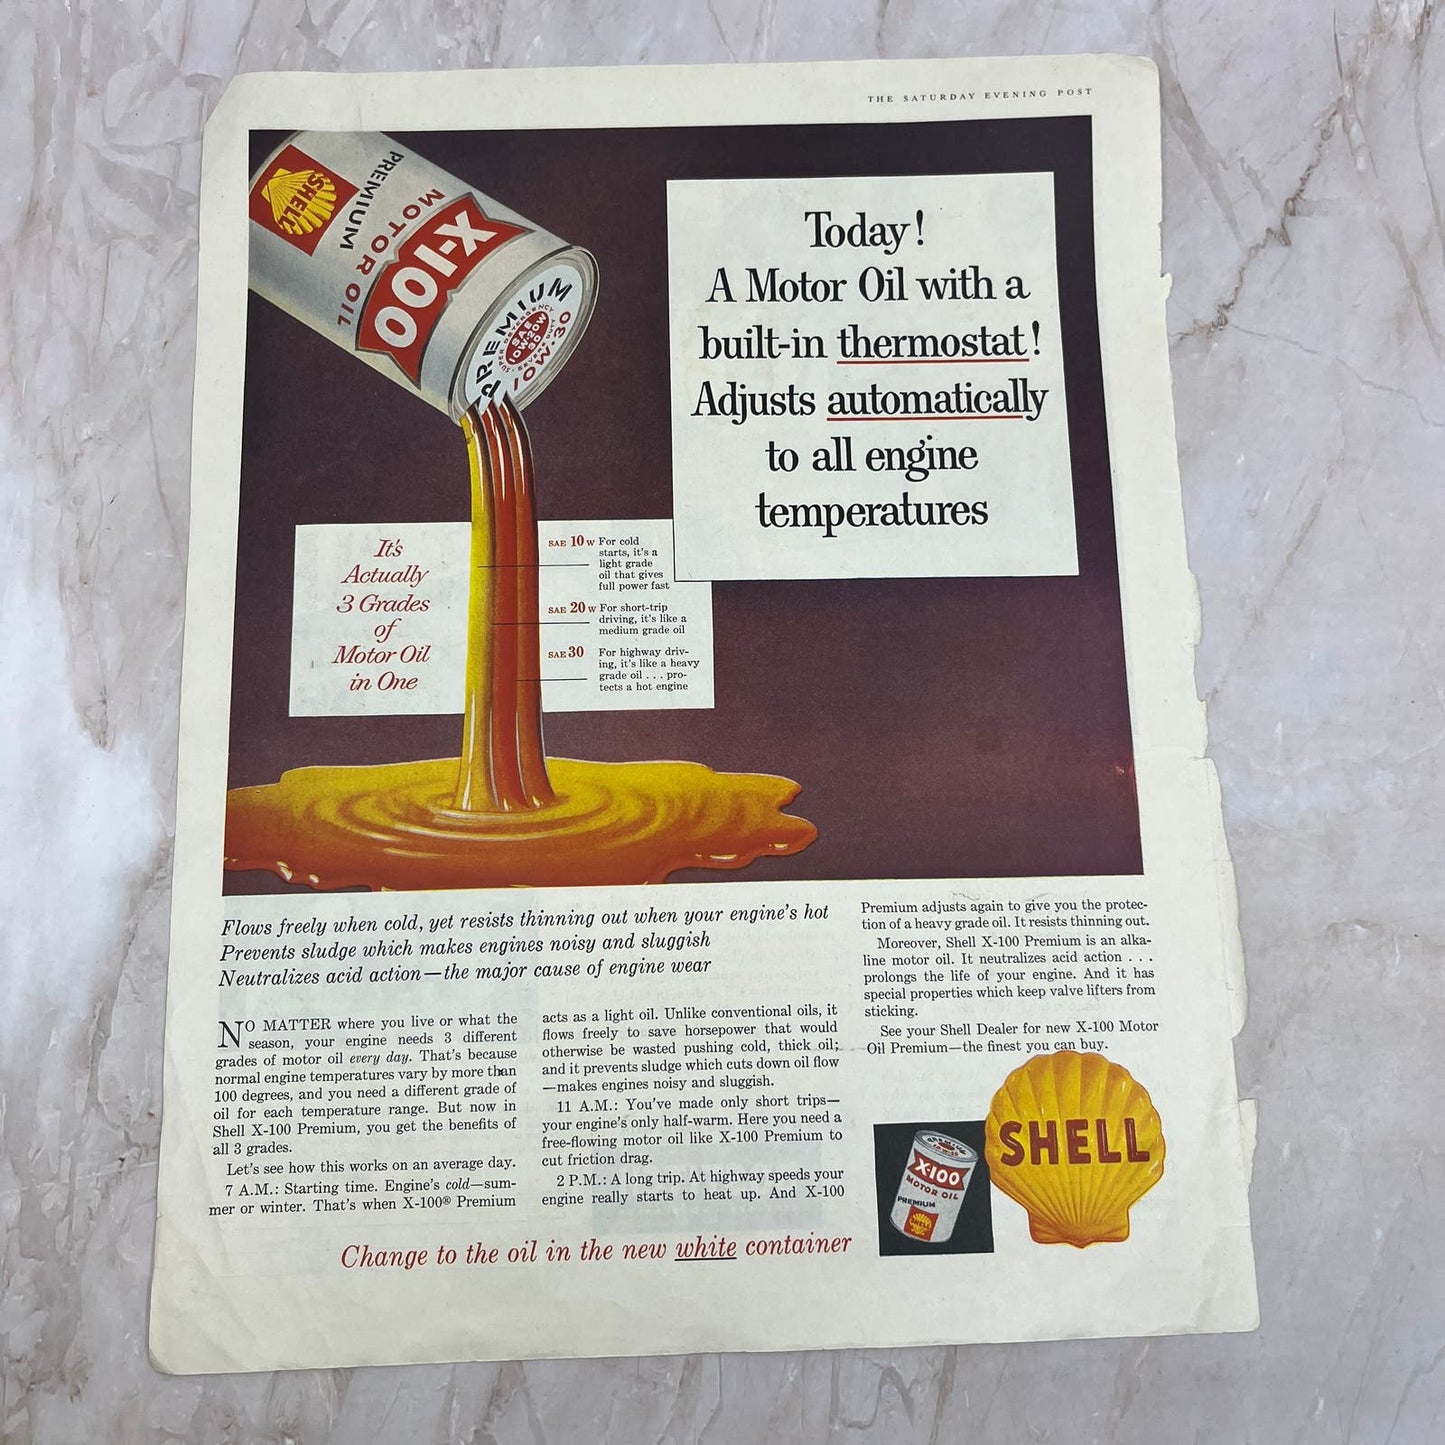 THE SATURDAY EVENING POST
SHELL
PREMIUM
MOTOR OIL
X-100
PREMIUM
SUPER DETERGENCY
SAE
10W-20W
30
10W-30
Today!
A Motor Oil with a
built-in thermostat!
Adjusts automatically
to all engine
temperatures
It's
Actually
3 Grades
of
Motor Oil
in One
SAE 10 W For cold
starts, it's a
light grade
oil that gives
full power fast
SAE 20 W For short-trip
driving, it's like a
medium grade oil
SAE 30 For highway driv-
ing, it's like a heavy
grade oil . . . pro-
tects a hot engine
Flows freely when cold, yet resists thinning out when your engine's hot
Prevents sludge which makes engines noisy and sluggish
Neutralizes acid action—the major cause of engine wear
NO MATTER where you live or what the
season, your engine needs 3 different
grades of motor oil every day. That's because
normal engine temperatures vary by more than
100 degrees, and you need a different grade of
oil for each temperature range. But now in
Shell X-100 Premium, you get the benefits of
all 3 grades.
Let's see how this works on an average day.
7 A.M.: Starting time. Engine's cold—sum-
mer or winter. That's when X-100® Premium
acts as a light oil. Unlike conventional oils, it
flows freely to save horsepower that would
otherwise be wasted pushing cold, thick oil;
and it prevents sludge which cuts down oil flow
—makes engines noisy and sluggish.
11 A.M.: You've made only short trips—
your engine's only half-warm. Here you need a
free-flowing motor oil like X-100 Premium to
cut friction drag.
2 P.M.: A long trip. At highway speeds your
engine really starts to heat up. And X-100
Premium adjusts again to give you the protec-
tion of a heavy grade oil. It resists thinning out.
Moreover, Shell X-100 Premium is an alka-
line motor oil. It neutralizes acid action . . .
prolongs the life of your engine. And it has
special properties which keep valve lifters from
sticking.
See your Shell Dealer for new X-100 Motor
Oil Premium—the finest you can buy.
X-100
MOTOR OIL
PREMIUM
SHELL
SHELL
Change to the oil in the new white container